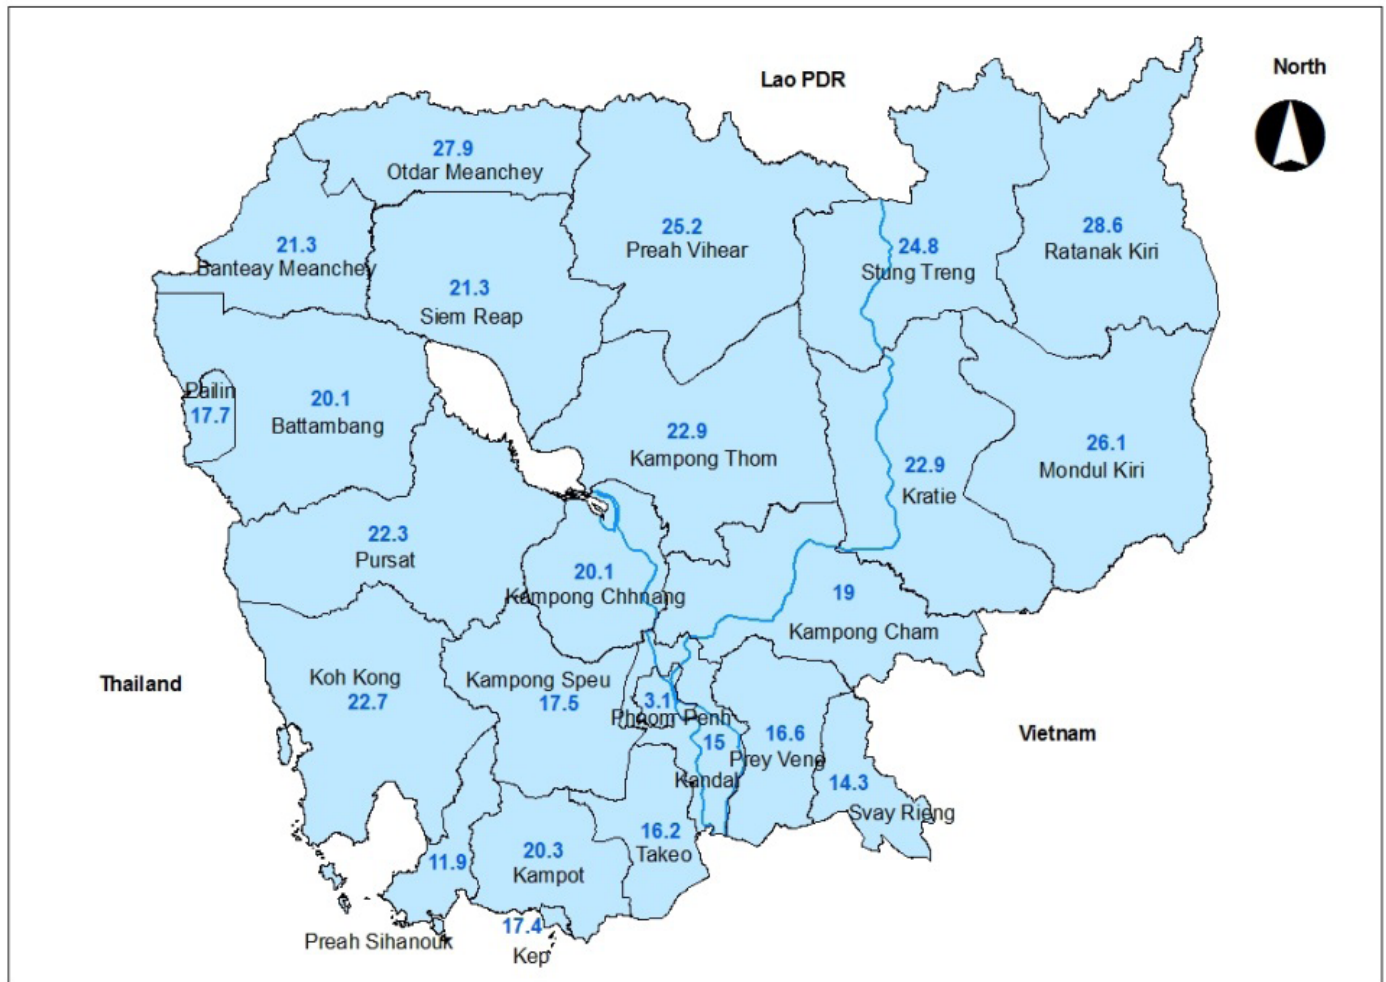 Lao PDR
North
27.9
Otdar Meanchey
25.2
Preah Vihear
28.6
Ratanak Kiri
21.3
Banteay Meanchey
24.8
Stung Treng
21.3
Siem Reap
Pailin
17.7
20.1
Battambang
22.9
Kampong Thom
26.1
Mondul Kiri
22.9
Kratie
22.3
Pursat
20.1
Kampong Chhnang
19
Kampong Cham
Thailand
Koh Kong
22.7
Kampong Speu
17.5
3.1
Phnom Penh
15
Kandal
16.6
Prey Veng
Vietnam
14.3
Svay Rieng
16.2
Takeo
11.9
Preah Sihanouk
20.3
Kampot
17.4
Kep